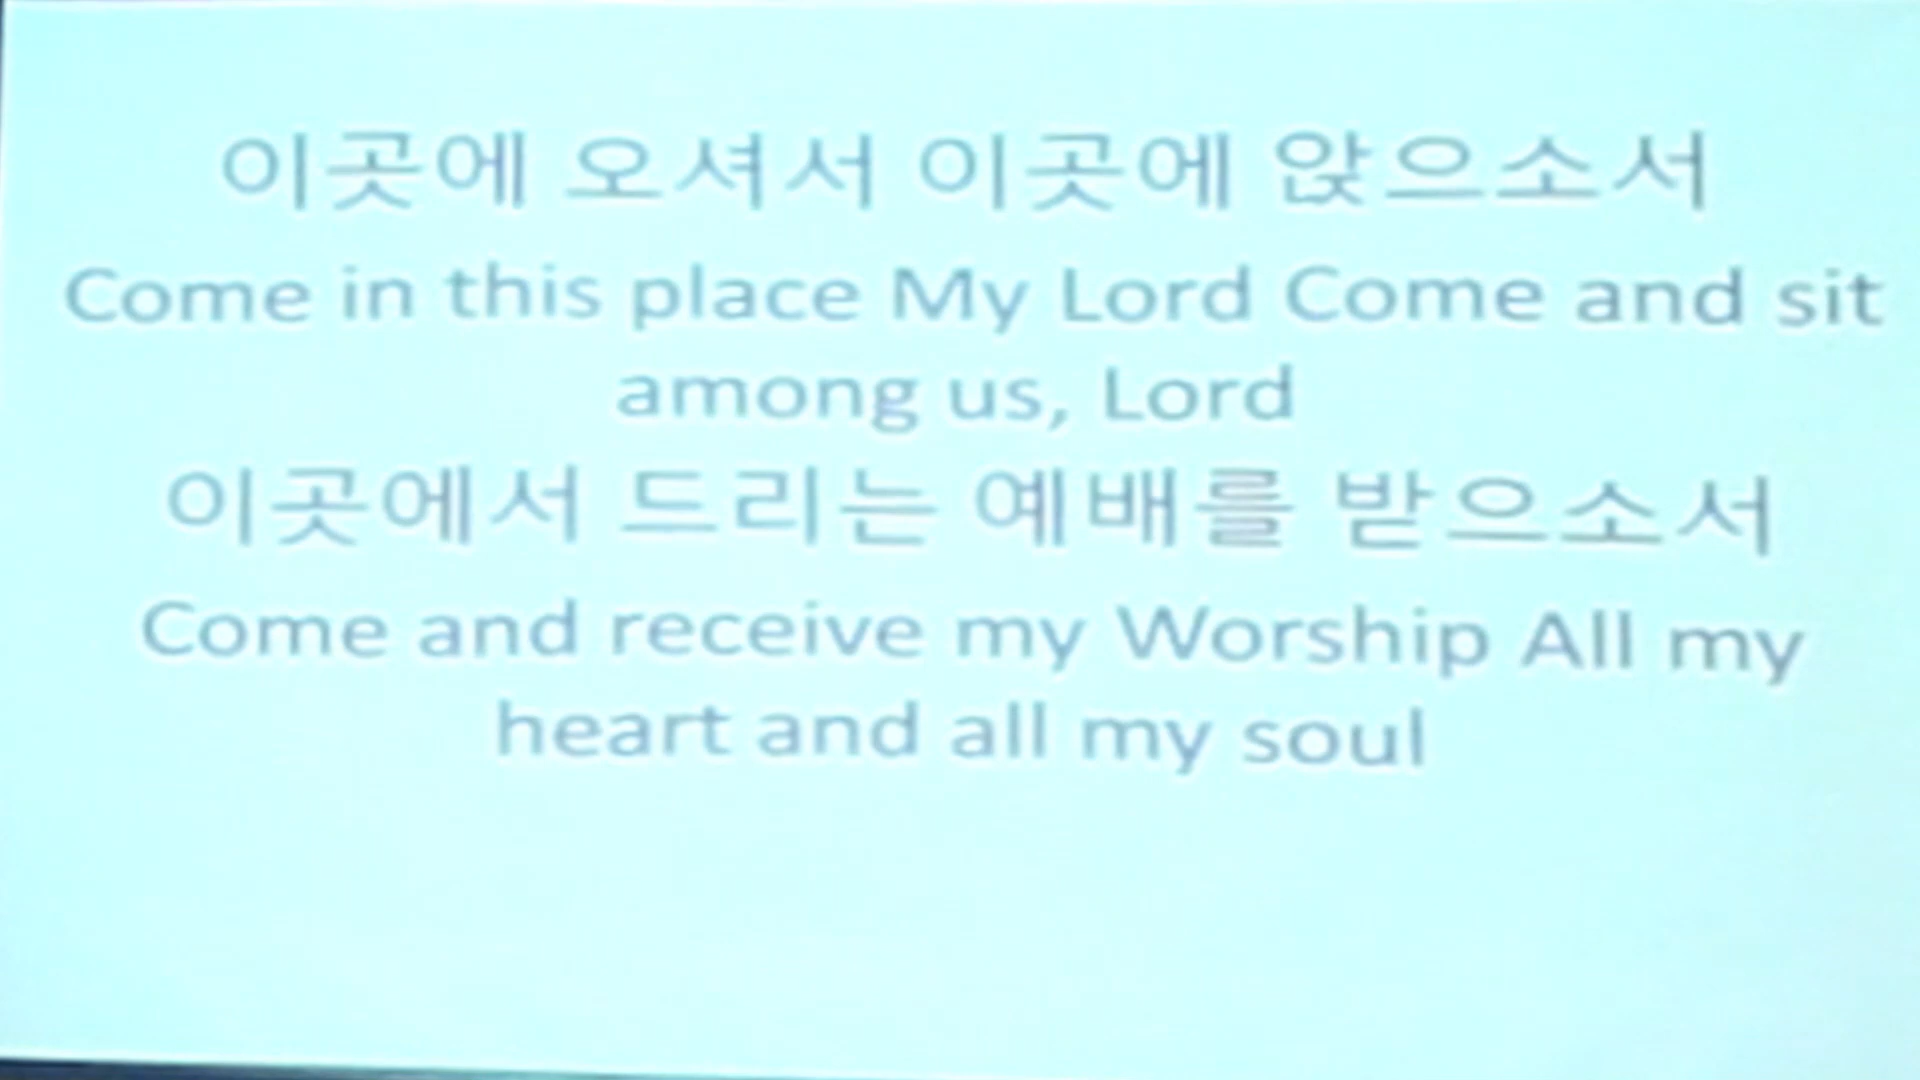 이곳에 오셔서 이곳에 앉으소서
Come in this place My Lord Come and sit
among us, Lord
이곳에서 드리는 예배를 받으소서
Come and receive my Worship All my
heart and all my soul